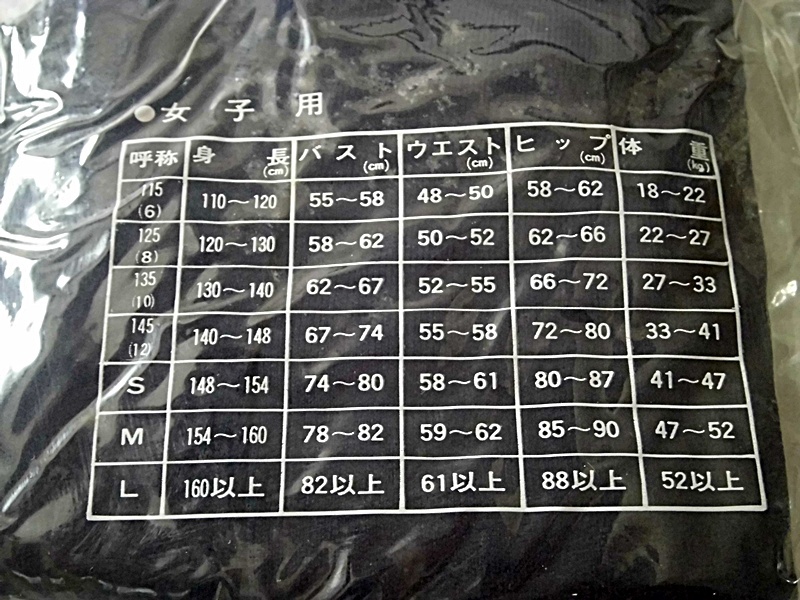 ●女子用
呼称 身長(cm) バスト(cm) ウエスト(cm) ヒップ(cm) 体重(kg)
115(6) 110〜120 55〜58 48〜50 58〜62 18〜22
125(8) 120〜130 58〜62 50〜52 62〜66 22〜27
135(10) 130〜140 62〜67 52〜55 66〜72 27〜33
145(12) 140〜148 67〜74 55〜58 72〜80 33〜41
S 148〜154 74〜80 58〜61 80〜87 41〜47
M 154〜160 78〜82 59〜62 85〜90 47〜52
L 160以上 82以上 61以上 88以上 52以上